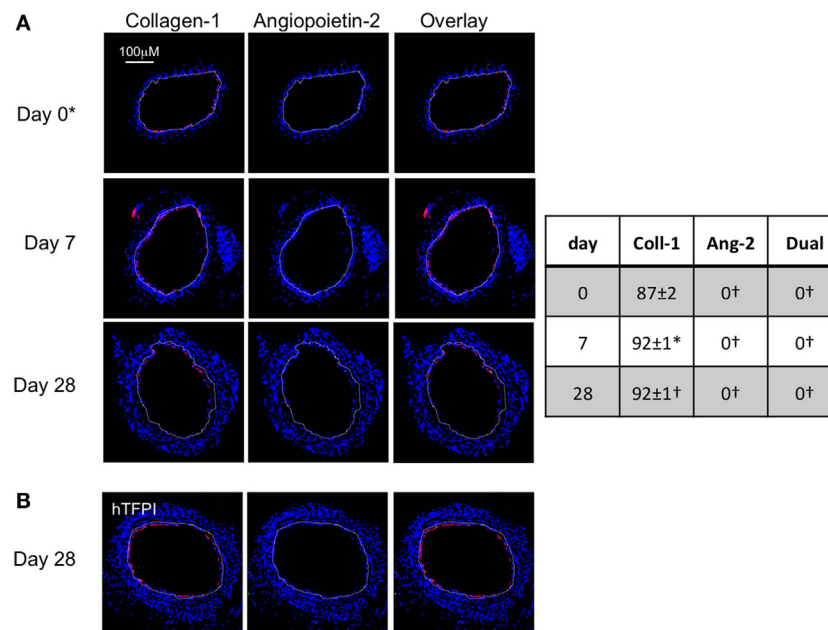 A
Collagen-1 Angiopoietin-2 Overlay
100µM
Day 0*
Day 7
Day 28
day Coll-1 Ang-2 Dual
0 87±2 0† 0†
7 92±1* 0† 0†
28 92±1† 0† 0†
B
hTFPI
Day 28